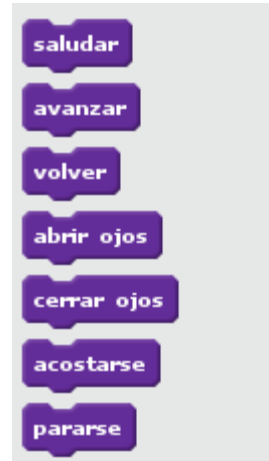 saludar
avanzar
volver
abrir ojos
cerrar ojos
acostarse
pararse